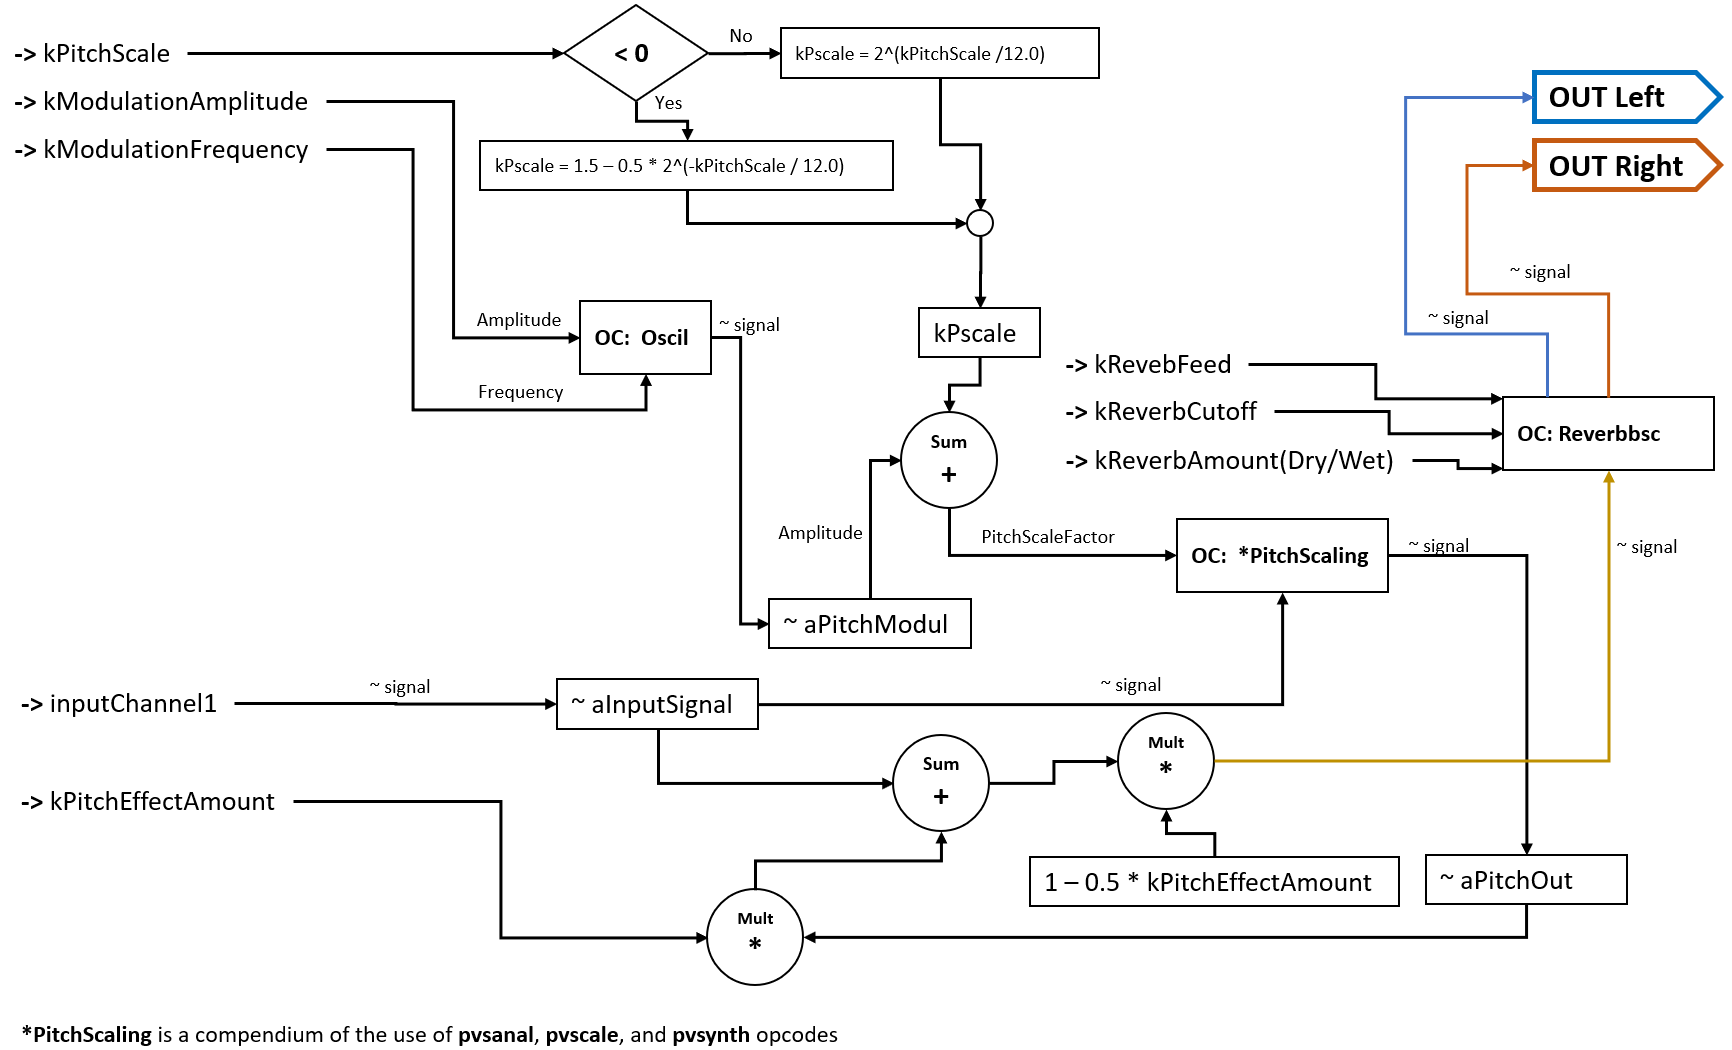 -> kPitchScale
< 0
No
kPscale = 2^(kPitchScale /12.0)
-> kModulationAmplitude
Yes
-> kModulationFrequency
kPscale = 1.5 – 0.5 * 2^(-kPitchScale / 12.0)
OUT Left
OUT Right
~ signal
~ signal
Amplitude
OC:  Oscil
~ signal
Frequency
kPscale
-> kRevebFeed
-> kReverbCutoff
-> kReverbAmount(Dry/Wet)
OC: Reverbbsc
Sum
+
Amplitude
PitchScaleFactor
OC:  *PitchScaling
~ signal
~ signal
~ aPitchModul
-> inputChannel1
~ signal
~ aInputSignal
~ signal
Sum
+
Mult
*
-> kPitchEffectAmount
1 – 0.5 * kPitchEffectAmount
~ aPitchOut
Mult
*
*PitchScaling is a compendium of the use of pvsanal, pvscale, and pvsynth opcodes